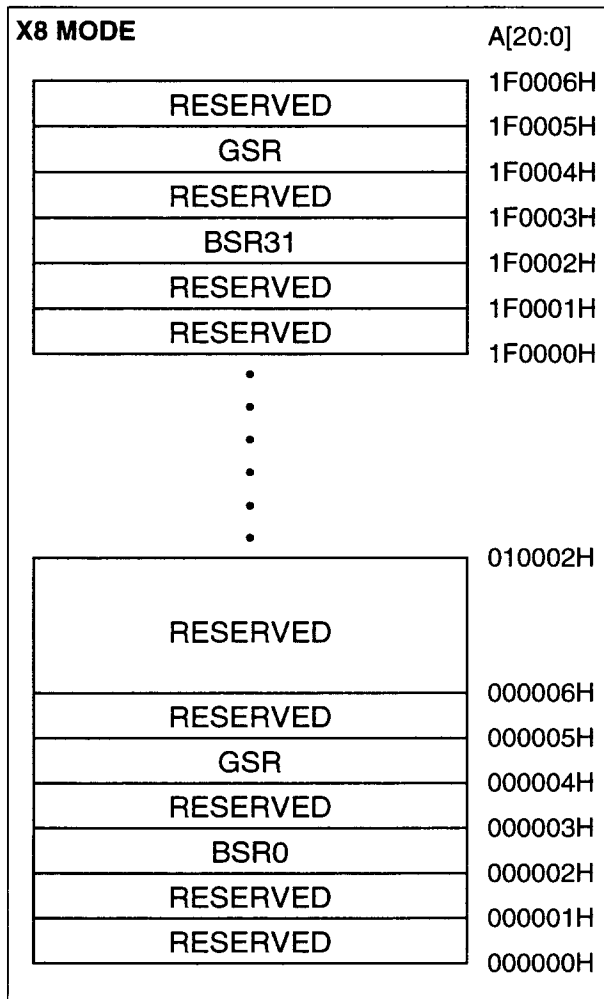 X8 MODE
A[20:0]
1F0006H
RESERVED
1F0005H
GSR
1F0004H
RESERVED
1F0003H
BSR31
1F0002H
RESERVED
1F0001H
RESERVED
1F0000H
010002H
RESERVED
000006H
RESERVED
000005H
GSR
000004H
RESERVED
000003H
BSR0
000002H
RESERVED
000001H
RESERVED
000000H